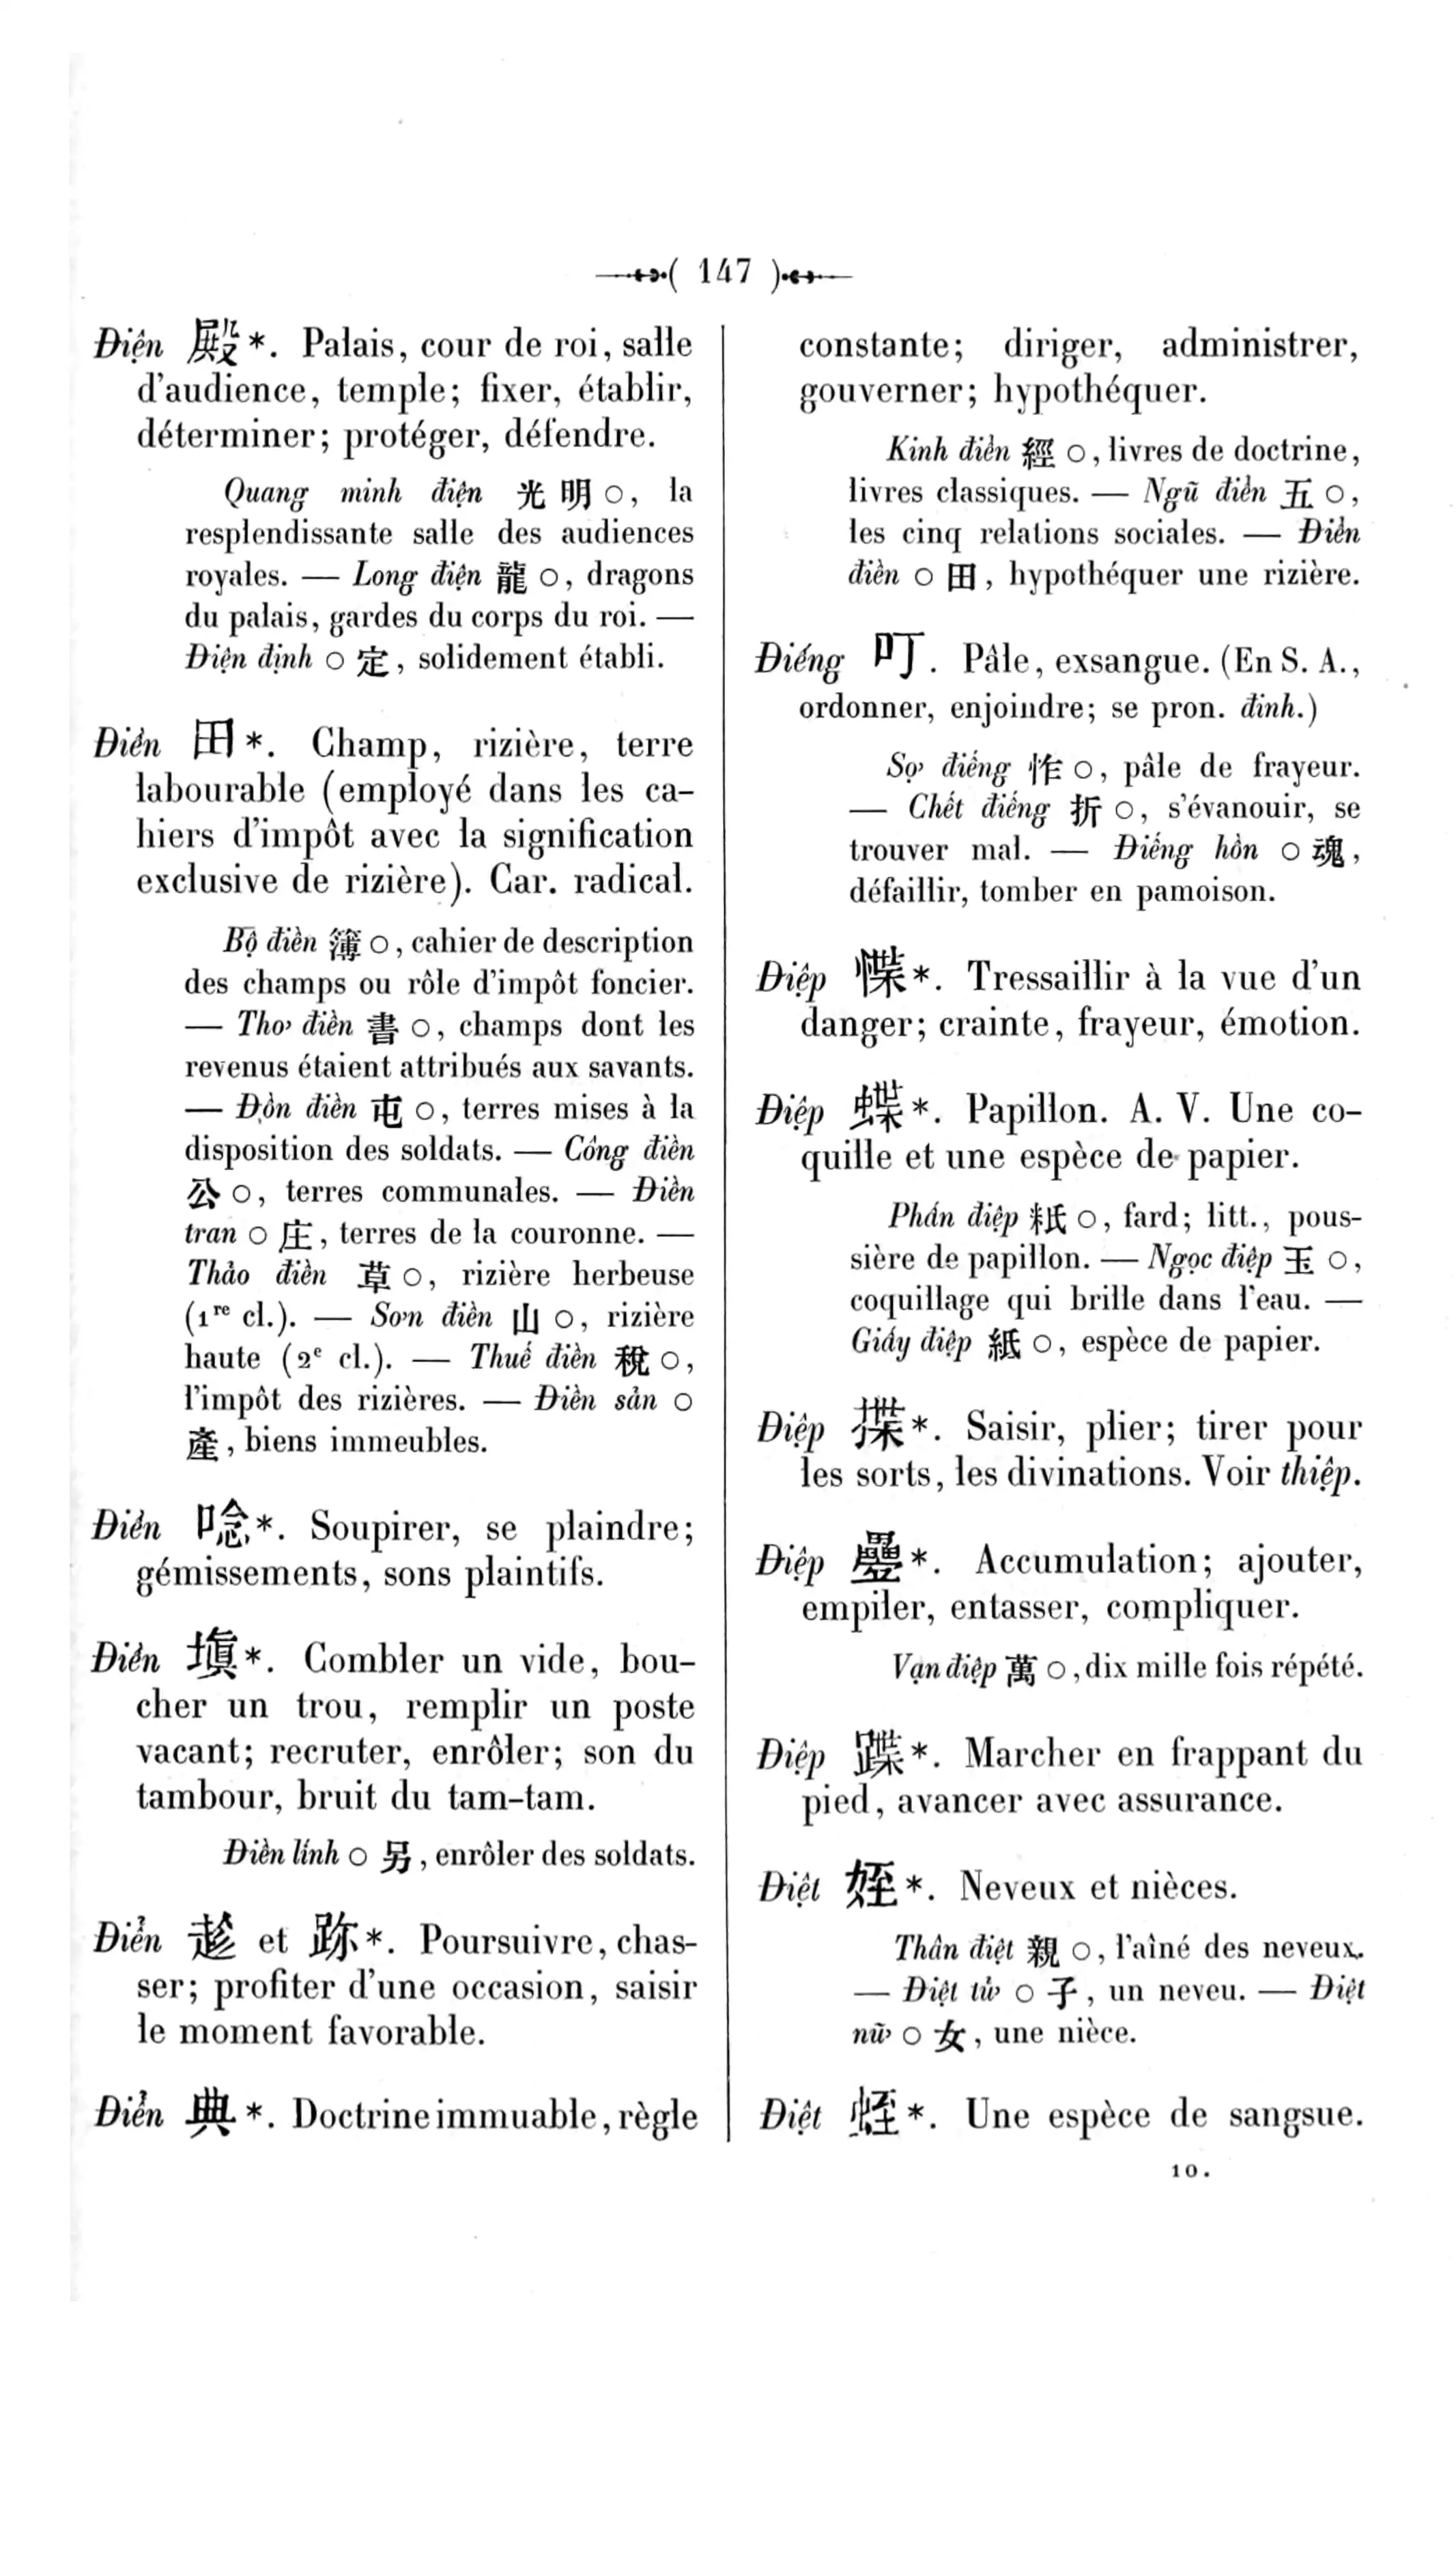 ( 147 )
Điện 殿*. Palais, cour de roi, salle
d'audience, temple; fixer, établir,
déterminer; protéger, défendre.
Quang minh điện 光 明 ○, la
resplendissante salle des audiences
royales. — Long điện 龍 ○, dragons
du palais, gardes du corps du roi. —
Điện định ○ 定, solidement établi.
Điền 田*. Champ, rizière, terre
labourable (employé dans les ca-
hiers d'impôt avec la signification
exclusive de rizière). Car. radical.
Bộ điền 簿 ○, cahier de description
des champs ou rôle d'impôt foncier.
— Thơ điền 書 ○, champs dont les
revenus étaient attribués aux savants.
— Đồn điền 屯 ○, terres mises à la
disposition des soldats. — Công điền
公 ○, terres communales. — Điền
tran ○ 庄, terres de la couronne. —
Thảo điền 草 ○, rizière herbeuse
(1re cl.). — Sơn điền 山 ○, rizière
haute (2e cl.). — Thuế điền 稅 ○,
l'impôt des rizières. — Điền sản ○
產, biens immeubles.
Điền 唸*. Soupirer, se plaindre;
gémissements, sons plaintifs.
Điền 塡*. Combler un vide, bou-
cher un trou, remplir un poste
vacant; recruter, enrôler; son du
tambour, bruit du tam-tam.
Điền lính ○ 另, enrôler des soldats.
Điển 趁 et 跡*. Poursuivre, chas-
ser; profiter d'une occasion, saisir
le moment favorable.
Điển 典*. Doctrine immuable, règle
constante; diriger, administrer,
gouverner; hypothéquer.
Kinh điển 經 ○, livres de doctrine,
livres classiques. — Ngũ điển 五 ○,
les cinq relations sociales. — Điển
điền ○ 田, hypothéquer une rizière.
Điếng 叮. Pâle, exsangue. (En S. A.,
ordonner, enjoindre; se pron. đinh.)
Sợ điếng 怍 ○, pâle de frayeur.
— Chết điếng 折 ○, s'évanouir, se
trouver mal. — Điếng hồn ○ 魂,
défaillir, tomber en pamoison.
Điệp 惵*. Tressaillir à la vue d'un
danger; crainte, frayeur, émotion.
Điệp 蝶*. Papillon. A. V. Une co-
quille et une espèce de papier.
Phấn điệp 粖 ○, fard; litt., pous-
sière de papillon. — Ngọc điệp 玉 ○,
coquillage qui brille dans l'eau. —
Giấy điệp 紙 ○, espèce de papier.
Điệp 揲*. Saisir, plier; tirer pour
les sorts, les divinations. Voir thiệp.
Điệp 疊*. Accumulation; ajouter,
empiler, entasser, compliquer.
Vạn điệp 萬 ○, dix mille fois répété.
Điệp 蹀*. Marcher en frappant du
pied, avancer avec assurance.
Điệt 姪*. Neveux et nièces.
Thân điệt 親 ○, l'aîné des neveux.
— Điệt tử ○ 子, un neveu. — Điệt
nữ ○ 女, une nièce.
Điệt 蛭*. Une espèce de sangsue.
10.